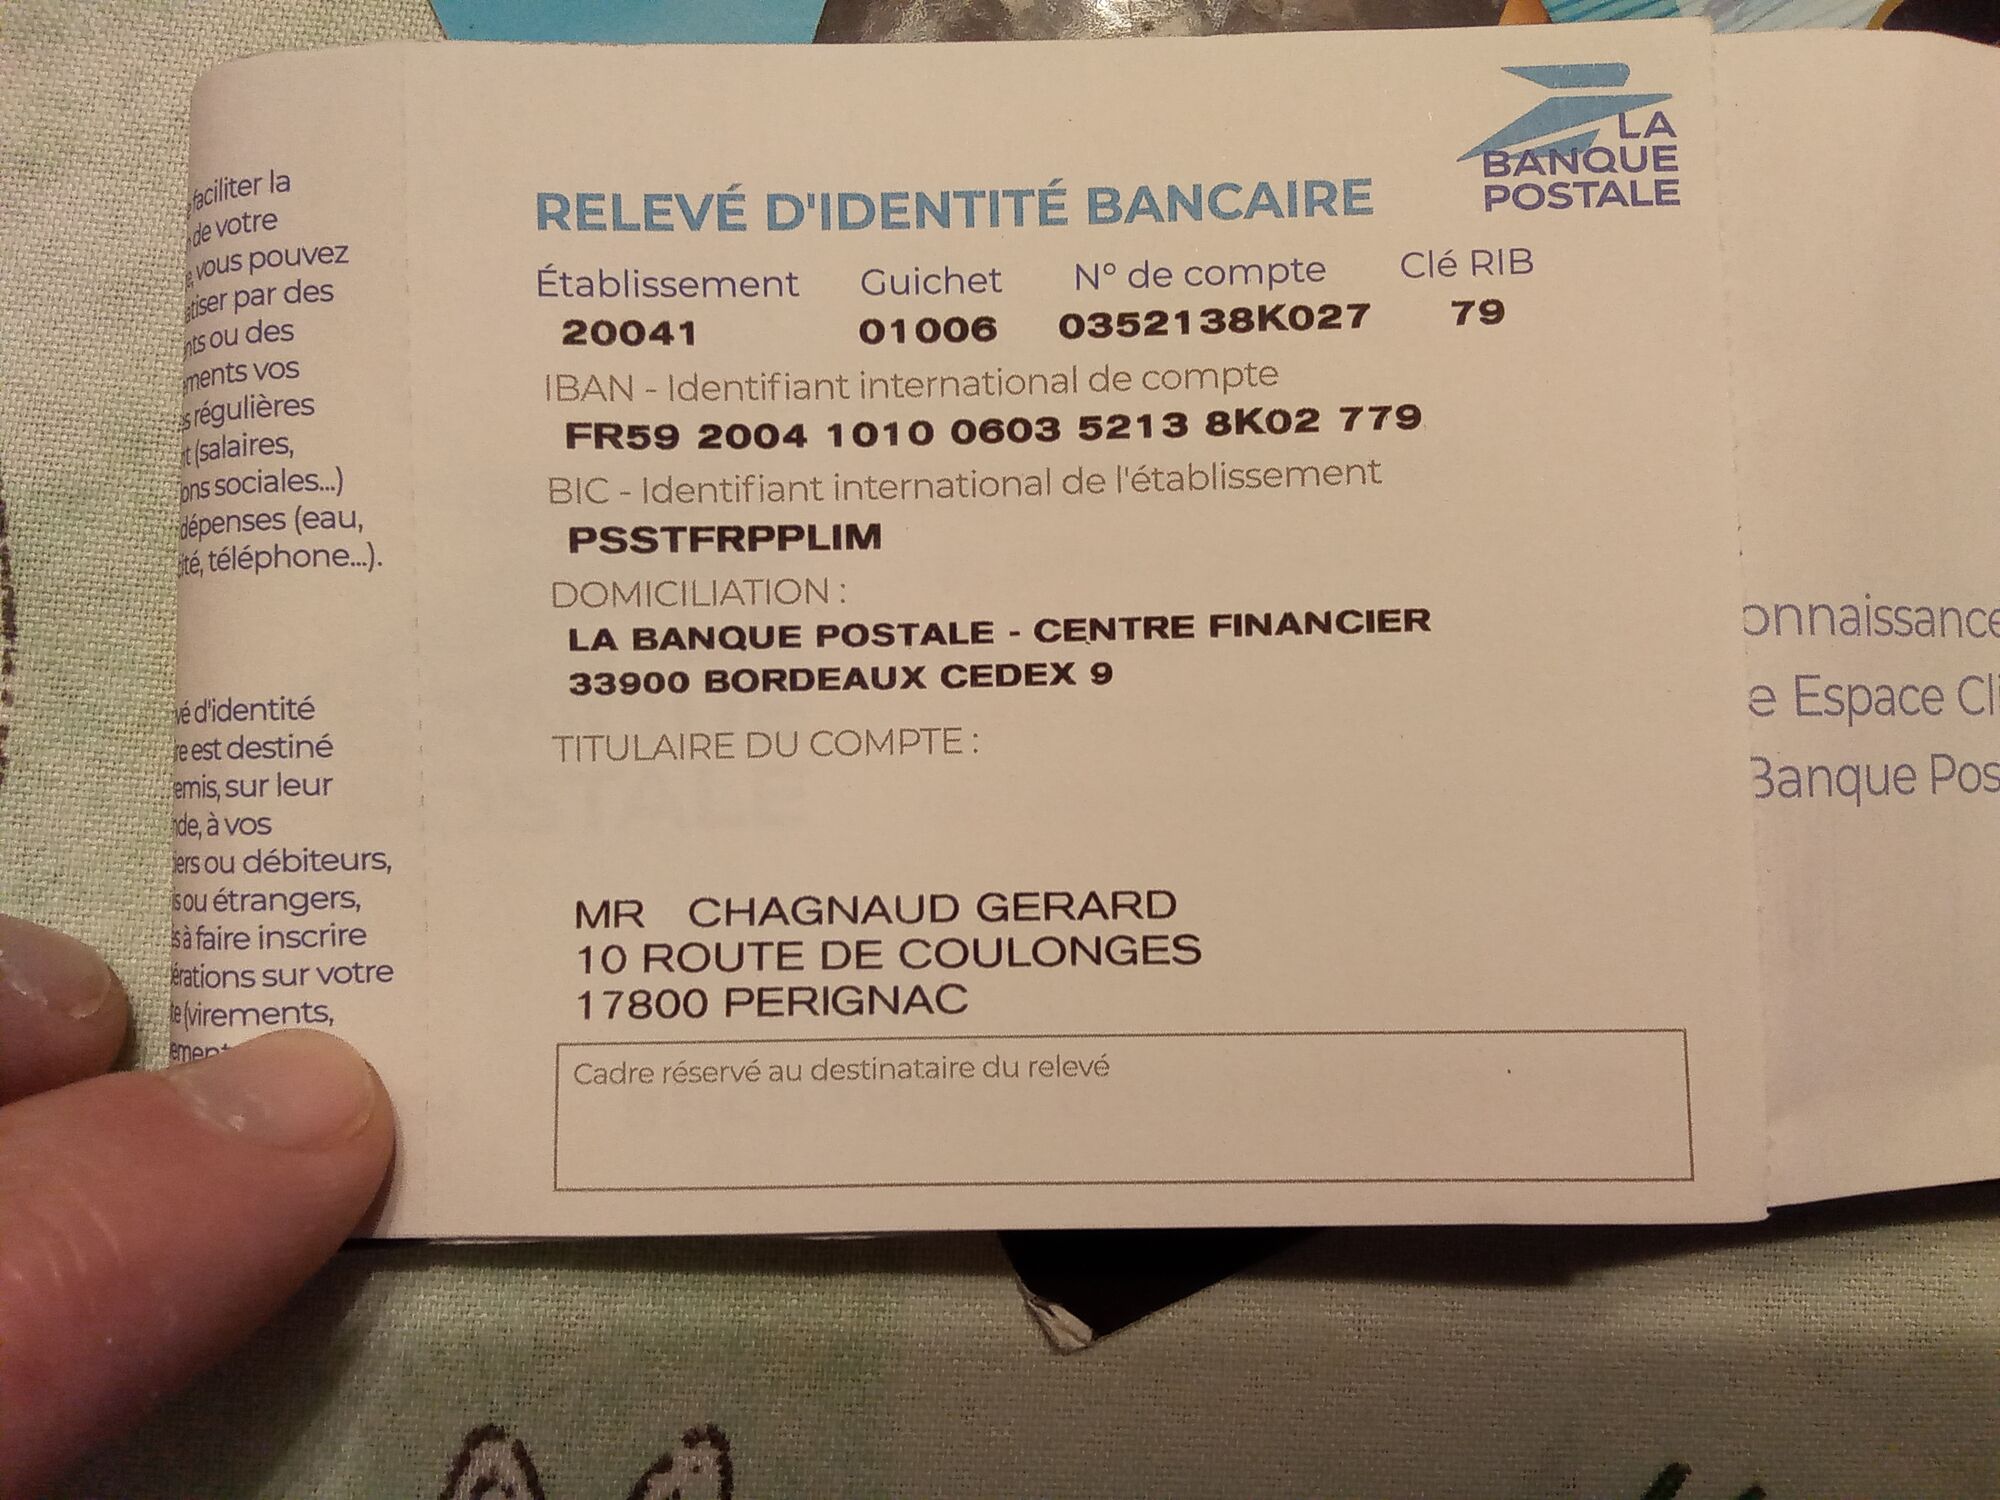 LA
BANQUE
POSTALE
RELEVÉ D'IDENTITÉ BANCAIRE
Établissement Guichet N° de compte Clé RIB
20041 01006 0352138K027 79
IBAN - Identifiant international de compte
FR59 2004 1010 0603 5213 8K02 779
BIC - Identifiant international de l'établissement
PSSTFRPPLIM
DOMICILIATION :
LA BANQUE POSTALE - CENTRE FINANCIER
33900 BORDEAUX CEDEX 9
TITULAIRE DU COMPTE :
MR CHAGNAUD GERARD
10 ROUTE DE COULONGES
17800 PERIGNAC
Cadre réservé au destinataire du relevé
faciliter la
de votre
vous pouvez
par des
ou des
vos
régulières
(salaires,
sociales...)
dépenses (eau,
téléphone...).
d'identité
est destiné
sur leur
à vos
ou débiteurs,
ou étrangers,
à faire inscrire
sur votre
(virements,
onnaissance
e Espace Cli
Banque Pos